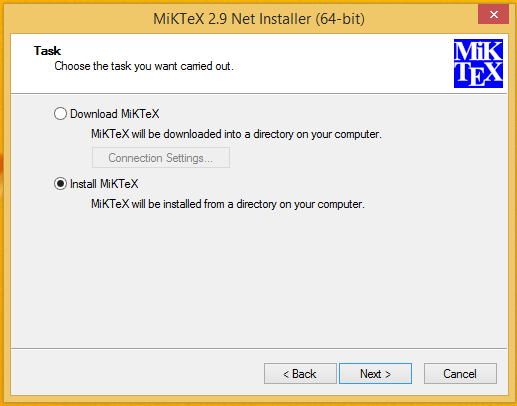 MiKTeX 2.9 Net Installer (64-bit)
Task
Choose the task you want carried out.
MiK
TEX
Download MiKTeX
MiKTeX will be downloaded into a directory on your computer.
Connection Settings...
Install MiKTeX
MiKTeX will be installed from a directory on your computer.
< Back
Next >
Cancel